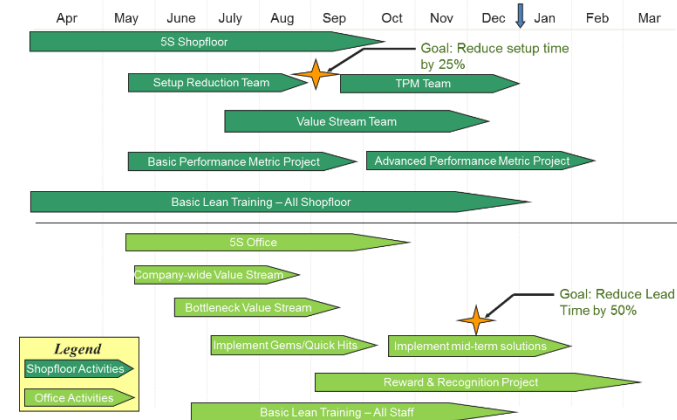 Apr May June July Aug Sep Oct Nov Dec Jan Feb Mar
5S Shopfloor
Goal: Reduce setup time
by 25%
Setup Reduction Team
TPM Team
Value Stream Team
Basic Performance Metric Project
Advanced Performance Metric Project
Basic Lean Training – All Shopfloor
5S Office
Company-wide Value Stream
Goal: Reduce Lead
Time by 50%
Bottleneck Value Stream
Implement Gems/Quick Hits
Implement mid-term solutions
Reward & Recognition Project
Basic Lean Training – All Staff
Legend
Shopfloor Activities
Office Activities